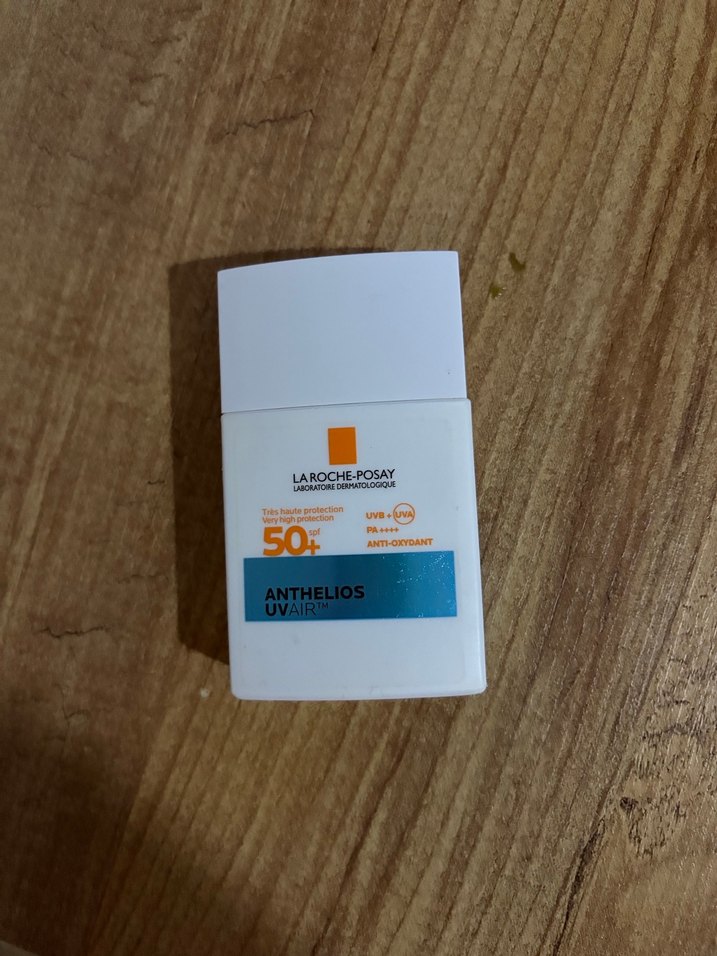 LA ROCHE-POSAY
LABORATOIRE DERMATOLOGIQUE
Très haute protection
Very high protection
50+ spf
UVB + UVA
PA ++++
ANTI-OXYDANT
ANTHELIOS
UVAIR™